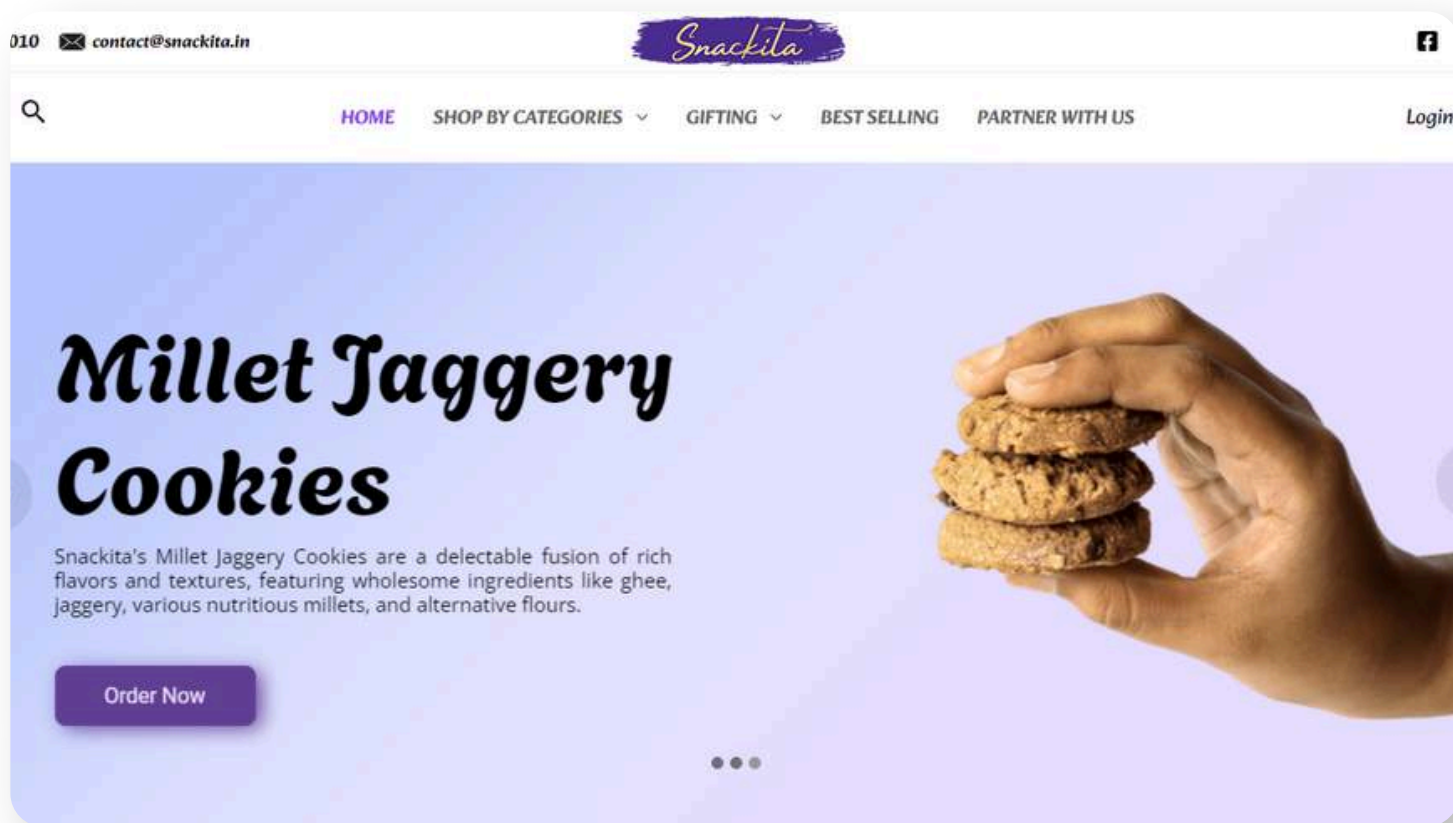 010 contact@snackita.in
Snackita
HOME SHOP BY CATEGORIES GIFTING BEST SELLING PARTNER WITH US Login
Millet Jaggery
Cookies
Snackita's Millet Jaggery Cookies are a delectable fusion of rich
flavors and textures, featuring wholesome ingredients like ghee,
jaggery, various nutritious millets, and alternative flours.
Order Now